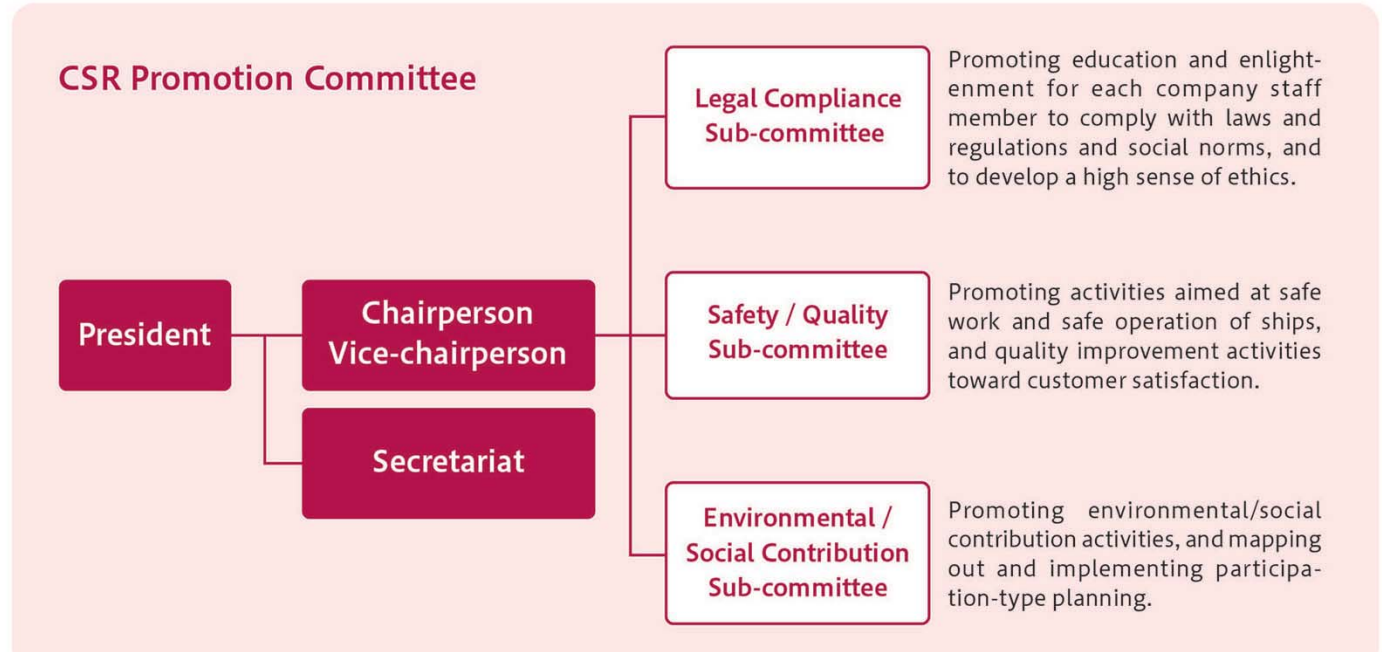 CSR Promotion Committee
President
Chairperson
Vice-chairperson
Secretariat
Legal Compliance
Sub-committee
Promoting education and enlight-
enment for each company staff
member to comply with laws and
regulations and social norms, and
to develop a high sense of ethics.
Safety / Quality
Sub-committee
Promoting activities aimed at safe
work and safe operation of ships,
and quality improvement activities
toward customer satisfaction.
Environmental /
Social Contribution
Sub-committee
Promoting environmental/social
contribution activities, and mapping
out and implementing participa-
tion-type planning.